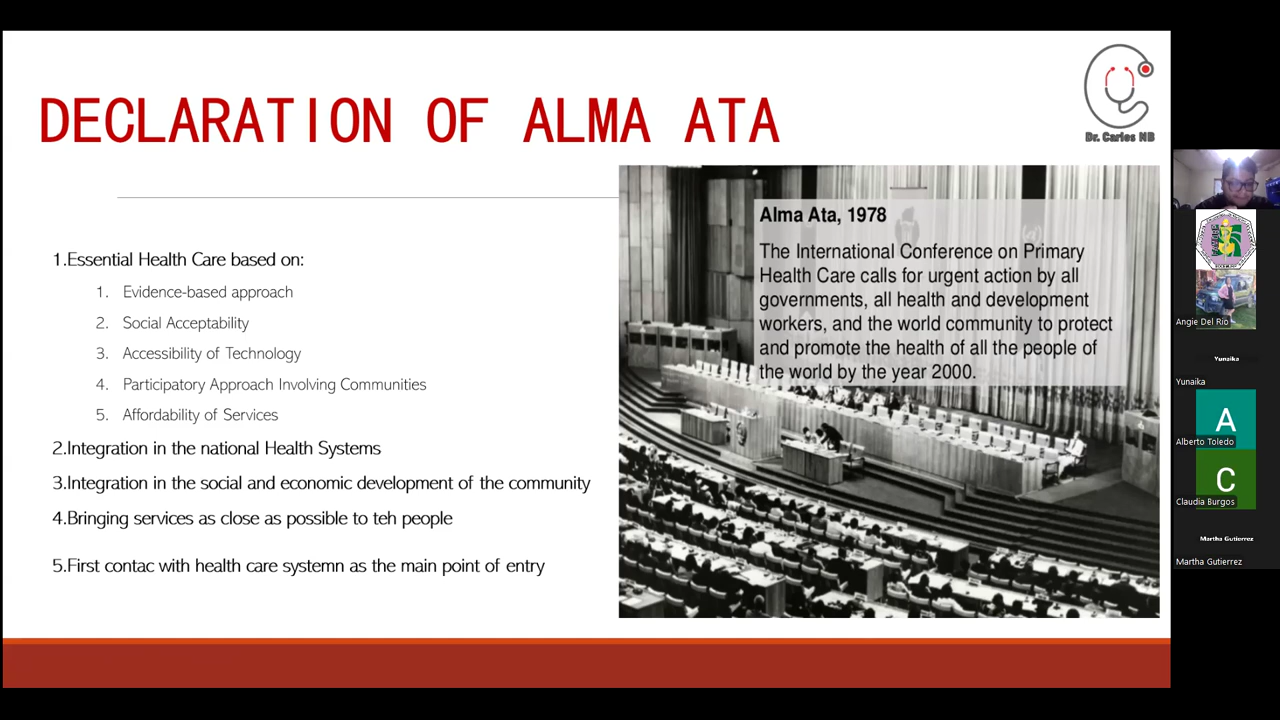 DECLARATION OF ALMA ATA
Dr. Carlos NB
Alma Ata, 1978
The International Conference on Primary
Health Care calls for urgent action by all
governments, all health and development
workers, and the world community to protect
and promote the health of all the people of
the world by the year 2000.
1.Essential Health Care based on:
1. Evidence-based approach
2. Social Acceptability
3. Accessibility of Technology
4. Participatory Approach Involving Communities
5. Affordability of Services
2.Integration in the national Health Systems
3.Integration in the social and economic development of the community
4.Bringing services as close as possible to teh people
5.First contac with health care systemn as the main point of entry
Angie Del Rio
Yunaika
Yunaika
A
Alberto Toledo
C
Claudia Burgos
Martha Gutierrez
Martha Gutierrez